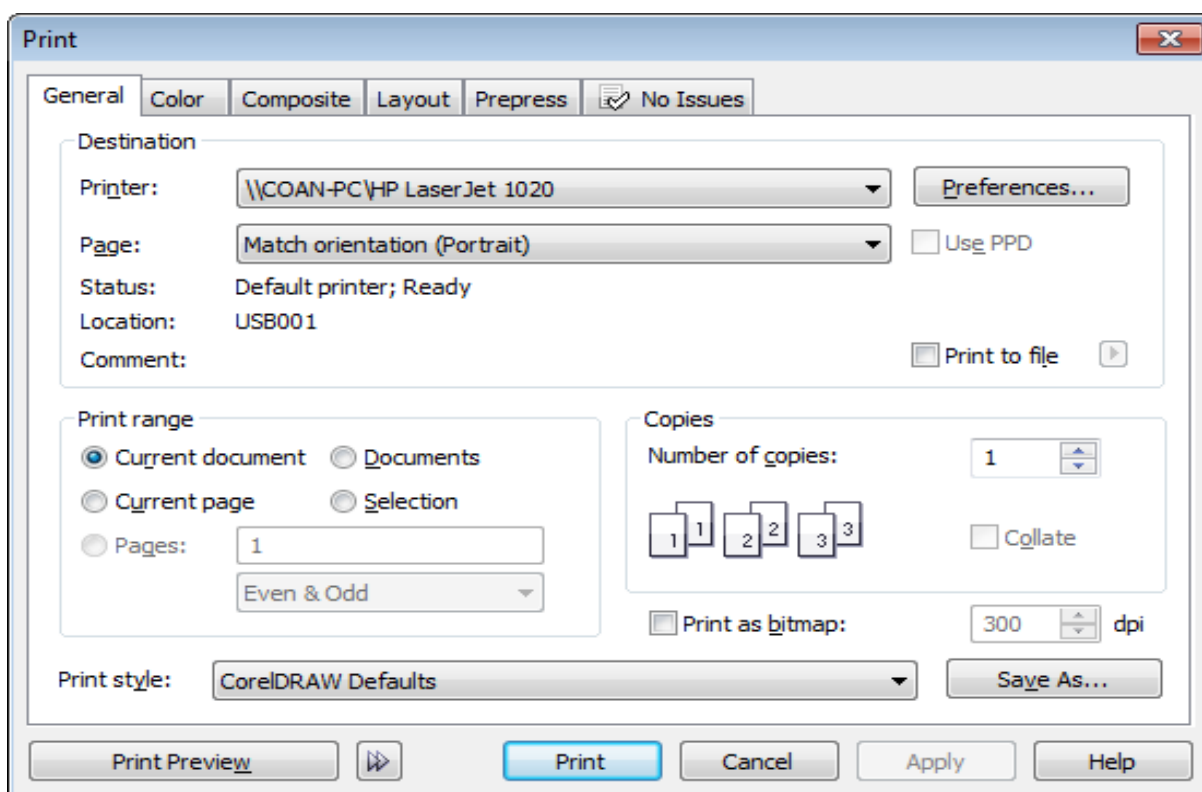 Print
General Color Composite Layout Prepress No Issues
Destination
Printer: \\COAN-PC\HP LaserJet 1020 Preferences...
Page: Match orientation (Portrait) Use PPD
Status: Default printer; Ready
Location: USB001
Comment: Print to file
Print range Copies
Current document Documents Number of copies: 1
Current page Selection
1 1 2 2 3 3 Collate
Pages: 1
Even & Odd
Print as bitmap: 300 dpi
Print style: CorelDRAW Defaults Save As...
Print Preview Print Cancel Apply Help